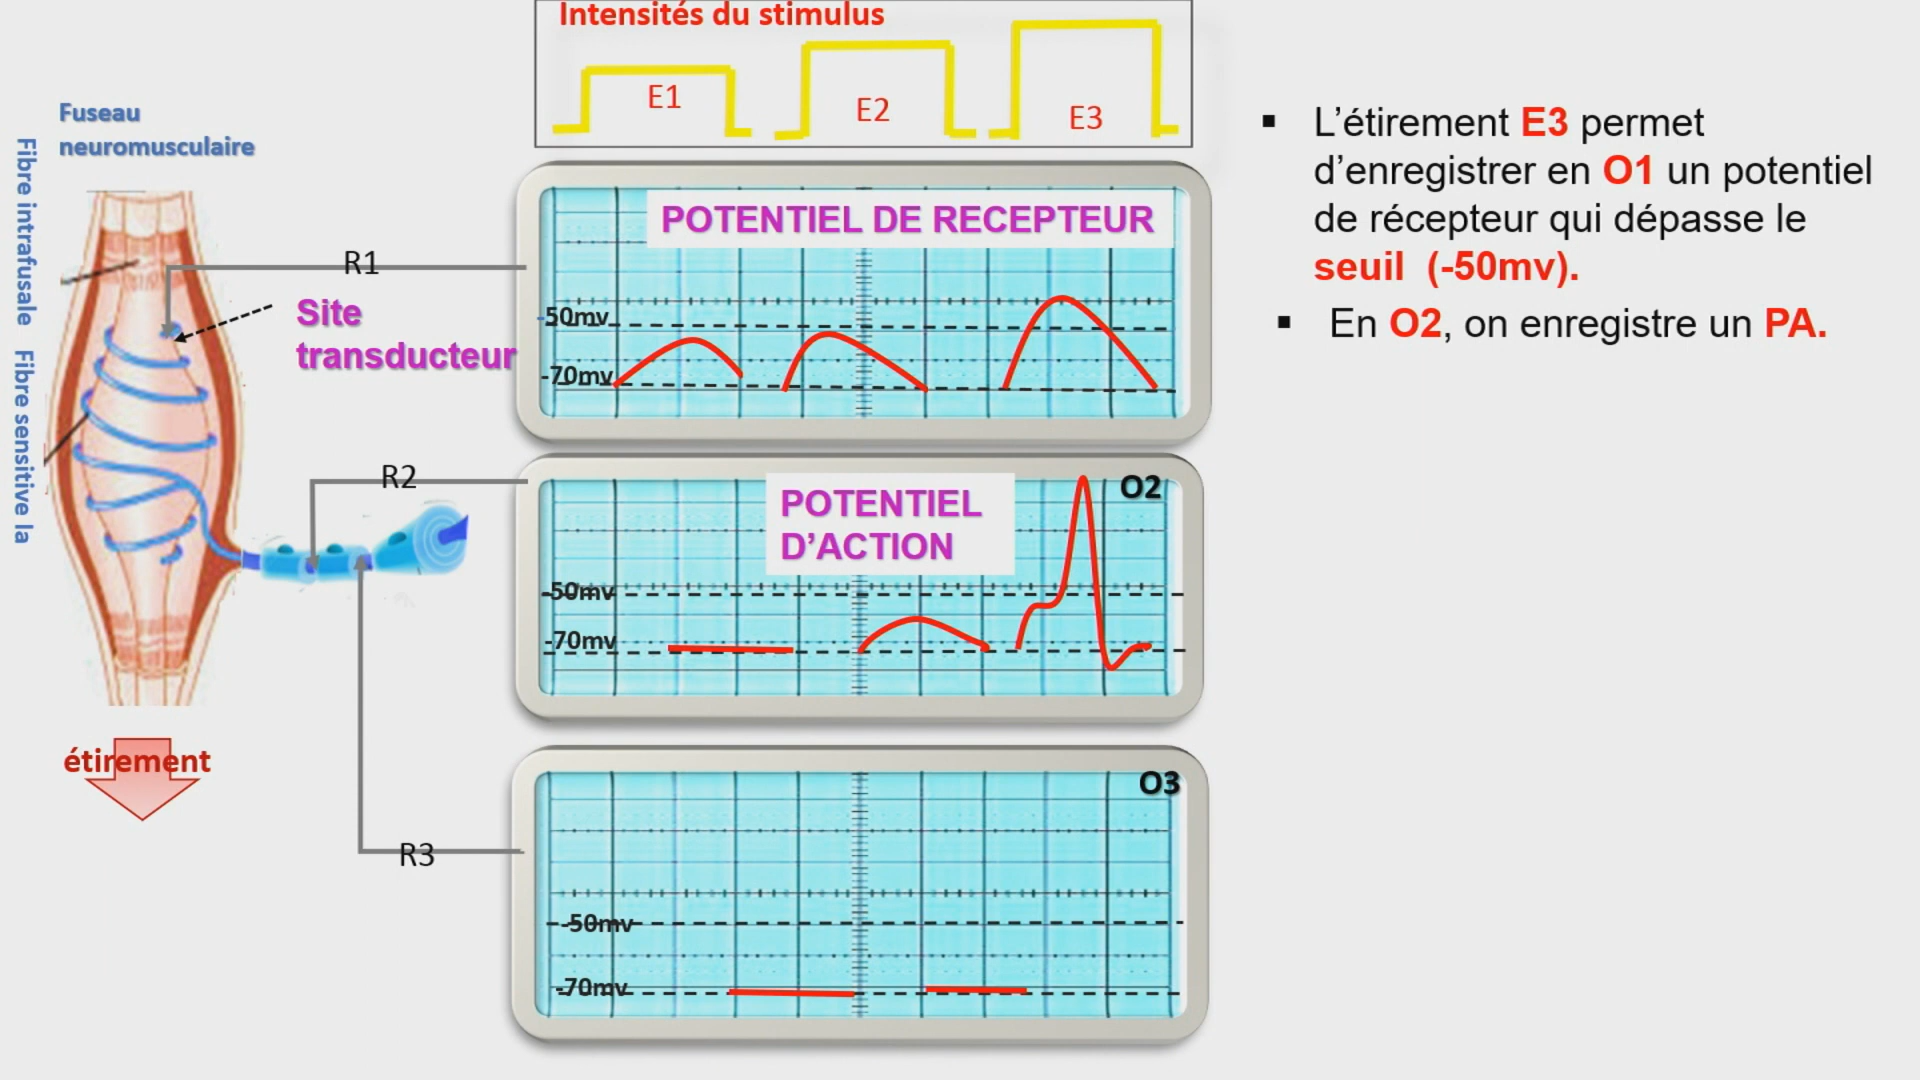 Intensités du stimulus
E1
E2
E3
Fuseau
neuromusculaire
Fibre intrafusale
Fibre sensitive la
R1
Site
transducteur
POTENTIEL DE RECEPTEUR
-50mv
-70mv
R2
O2
POTENTIEL
D’ACTION
-50mv
-70mv
étirement
R3
O3
-50mv
-70mv
▪ L’étirement E3 permet
d’enregistrer en O1 un potentiel
de récepteur qui dépasse le
seuil (-50mv).
▪ En O2, on enregistre un PA.